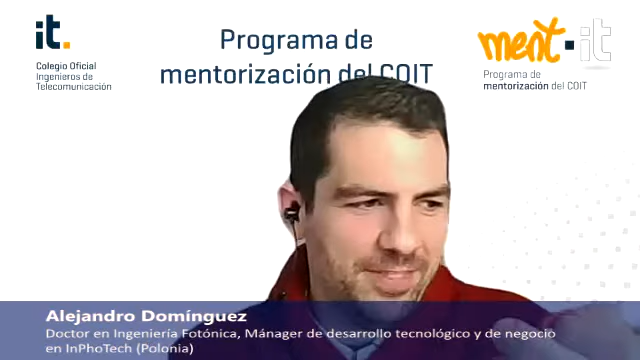 it.
Colegio Oficial
Ingenieros de
Telecomunicación
Programa de
mentorización del COIT
ment·it
Programa de
mentorización del COIT
Alejandro Domínguez
Doctor en Ingeniería Fotónica, Mánager de desarrollo tecnológico y de negocio
en InPhoTech (Polonia)